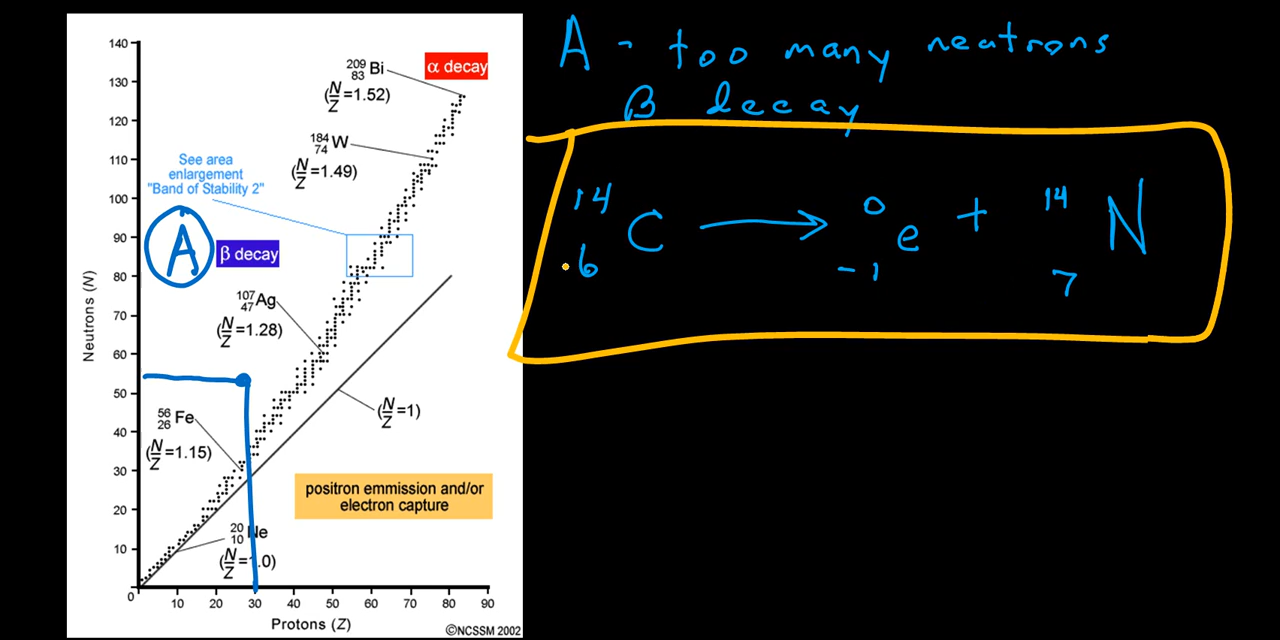 A - too many neutrons
β decay
14
6 C → 0
-1 e + 14
7 N
140
130
120
110
100
90
80
70
60
50
40
30
20
10
0
10 20 30 40 50 60 70 80 90
Neutrons (N)
Protons (Z)
209
83 Bi
(N/Z =1.52)
α decay
184
74 W
(N/Z =1.49)
See area
enlargement
"Band of Stability 2"
A
β decay
107
47 Ag
(N/Z =1.28)
(N/Z =1)
56
26 Fe
(N/Z =1.15)
positron emmission and/or
electron capture
20
10 Ne
(N/Z =1.0)
©NCSSM 2002